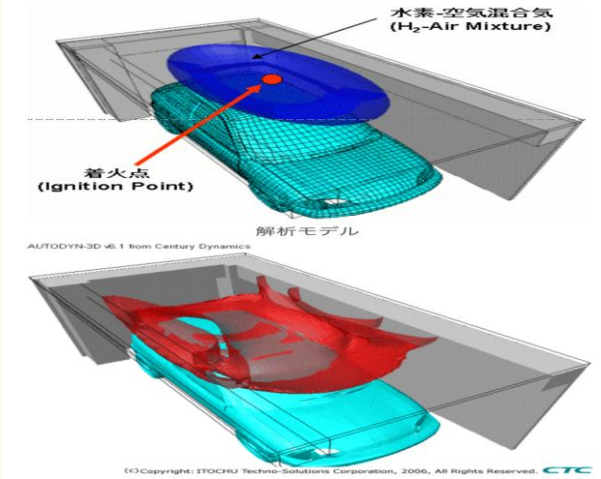 水素-空気混合気
(H₂-Air Mixture)
着火点
(Ignition Point)
解析モデル
AUTODYN-3D v6.1 from Century Dynamics
(c)Copyright: ITOCHU Techno-Solutions Corporation, 2006, All Rights Reserved. CTC